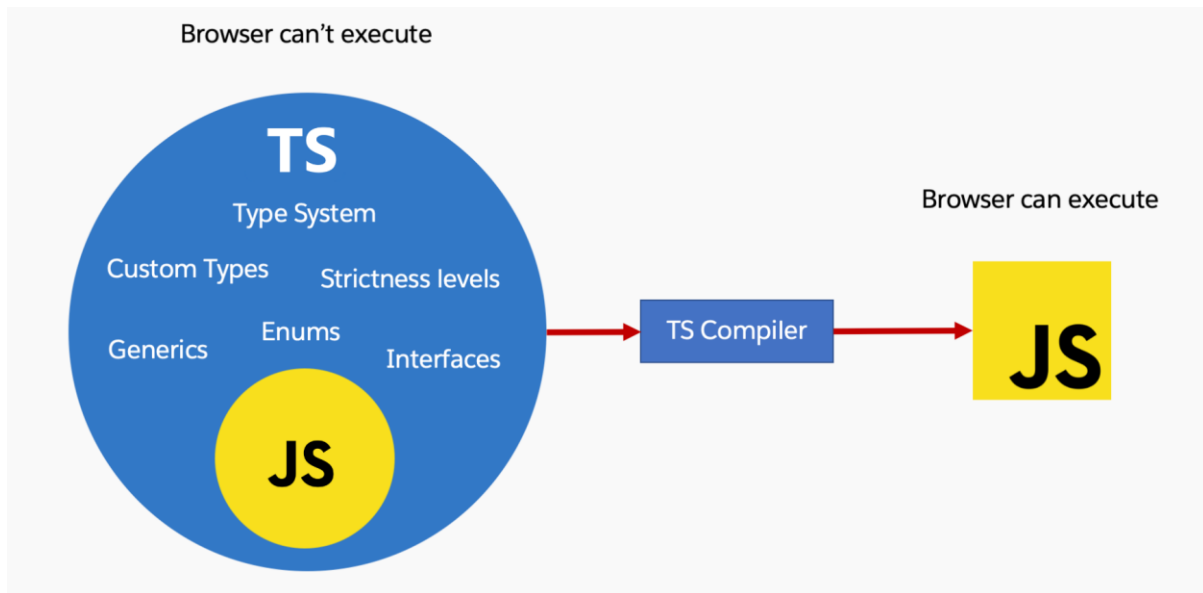 Browser can't execute
TS
Type System
Custom Types
Strictness levels
Enums
Generics
Interfaces
JS
TS Compiler
Browser can execute
JS